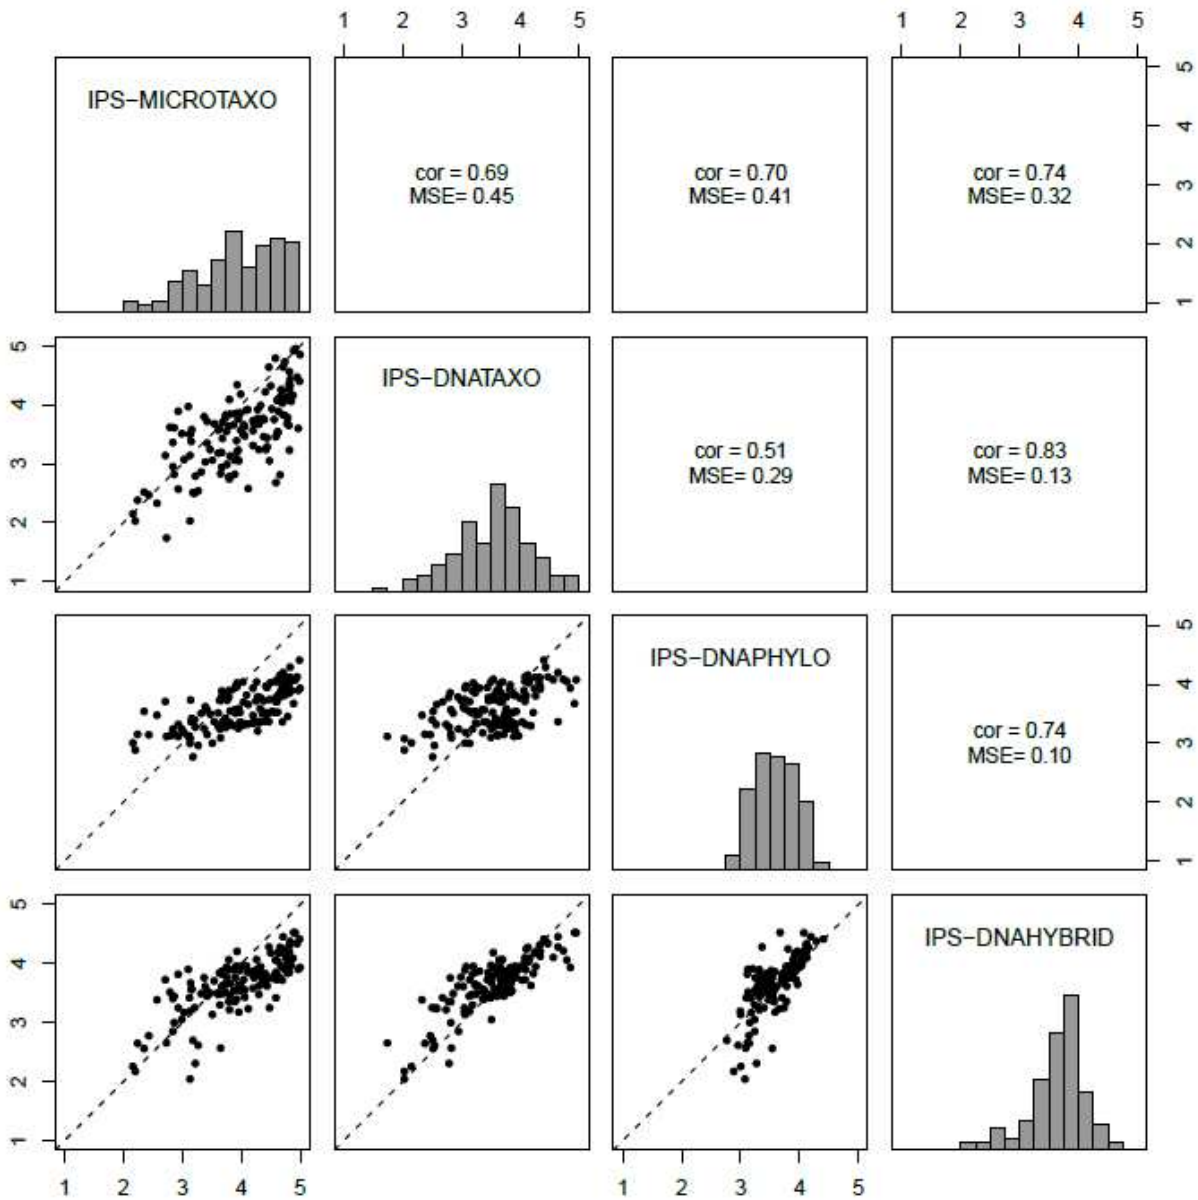 1 2 3 4 5 1 2 3 4 5
IPS−MICROTAXO
cor = 0.69
MSE= 0.45
cor = 0.70
MSE= 0.41
cor = 0.74
MSE= 0.32
5
4
3
2
1
5
4
3
2
1
IPS−DNATAXO
cor = 0.51
MSE= 0.29
cor = 0.83
MSE= 0.13
IPS−DNAPHYLO
cor = 0.74
MSE= 0.10
5
4
3
2
1
5
4
3
2
1
IPS−DNAHYBRID
1 2 3 4 5 1 2 3 4 5